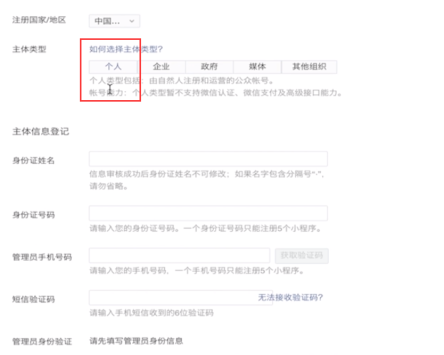 注册国家/地区 中国...
主体类型 如何选择主体类型?
个人 企业 政府 媒体 其他组织
个人类型包括：由自然人注册和运营的公众帐号。
帐号能力：个人类型暂不支持微信认证、微信支付及高级接口能力。
主体信息登记
身份证姓名
信息审核成功后身份证姓名不可修改；如果名字包含分隔号“·”，
请勿省略。
身份证号码
请输入您的身份证号码。一个身份证号码只能注册5个小程序。
管理员手机号码 获取验证码
请输入您的手机号码，一个手机号码只能注册5个小程序。
短信验证码 无法接收验证码?
请输入手机短信收到的6位验证码
管理员身份验证 请先填写管理员身份信息